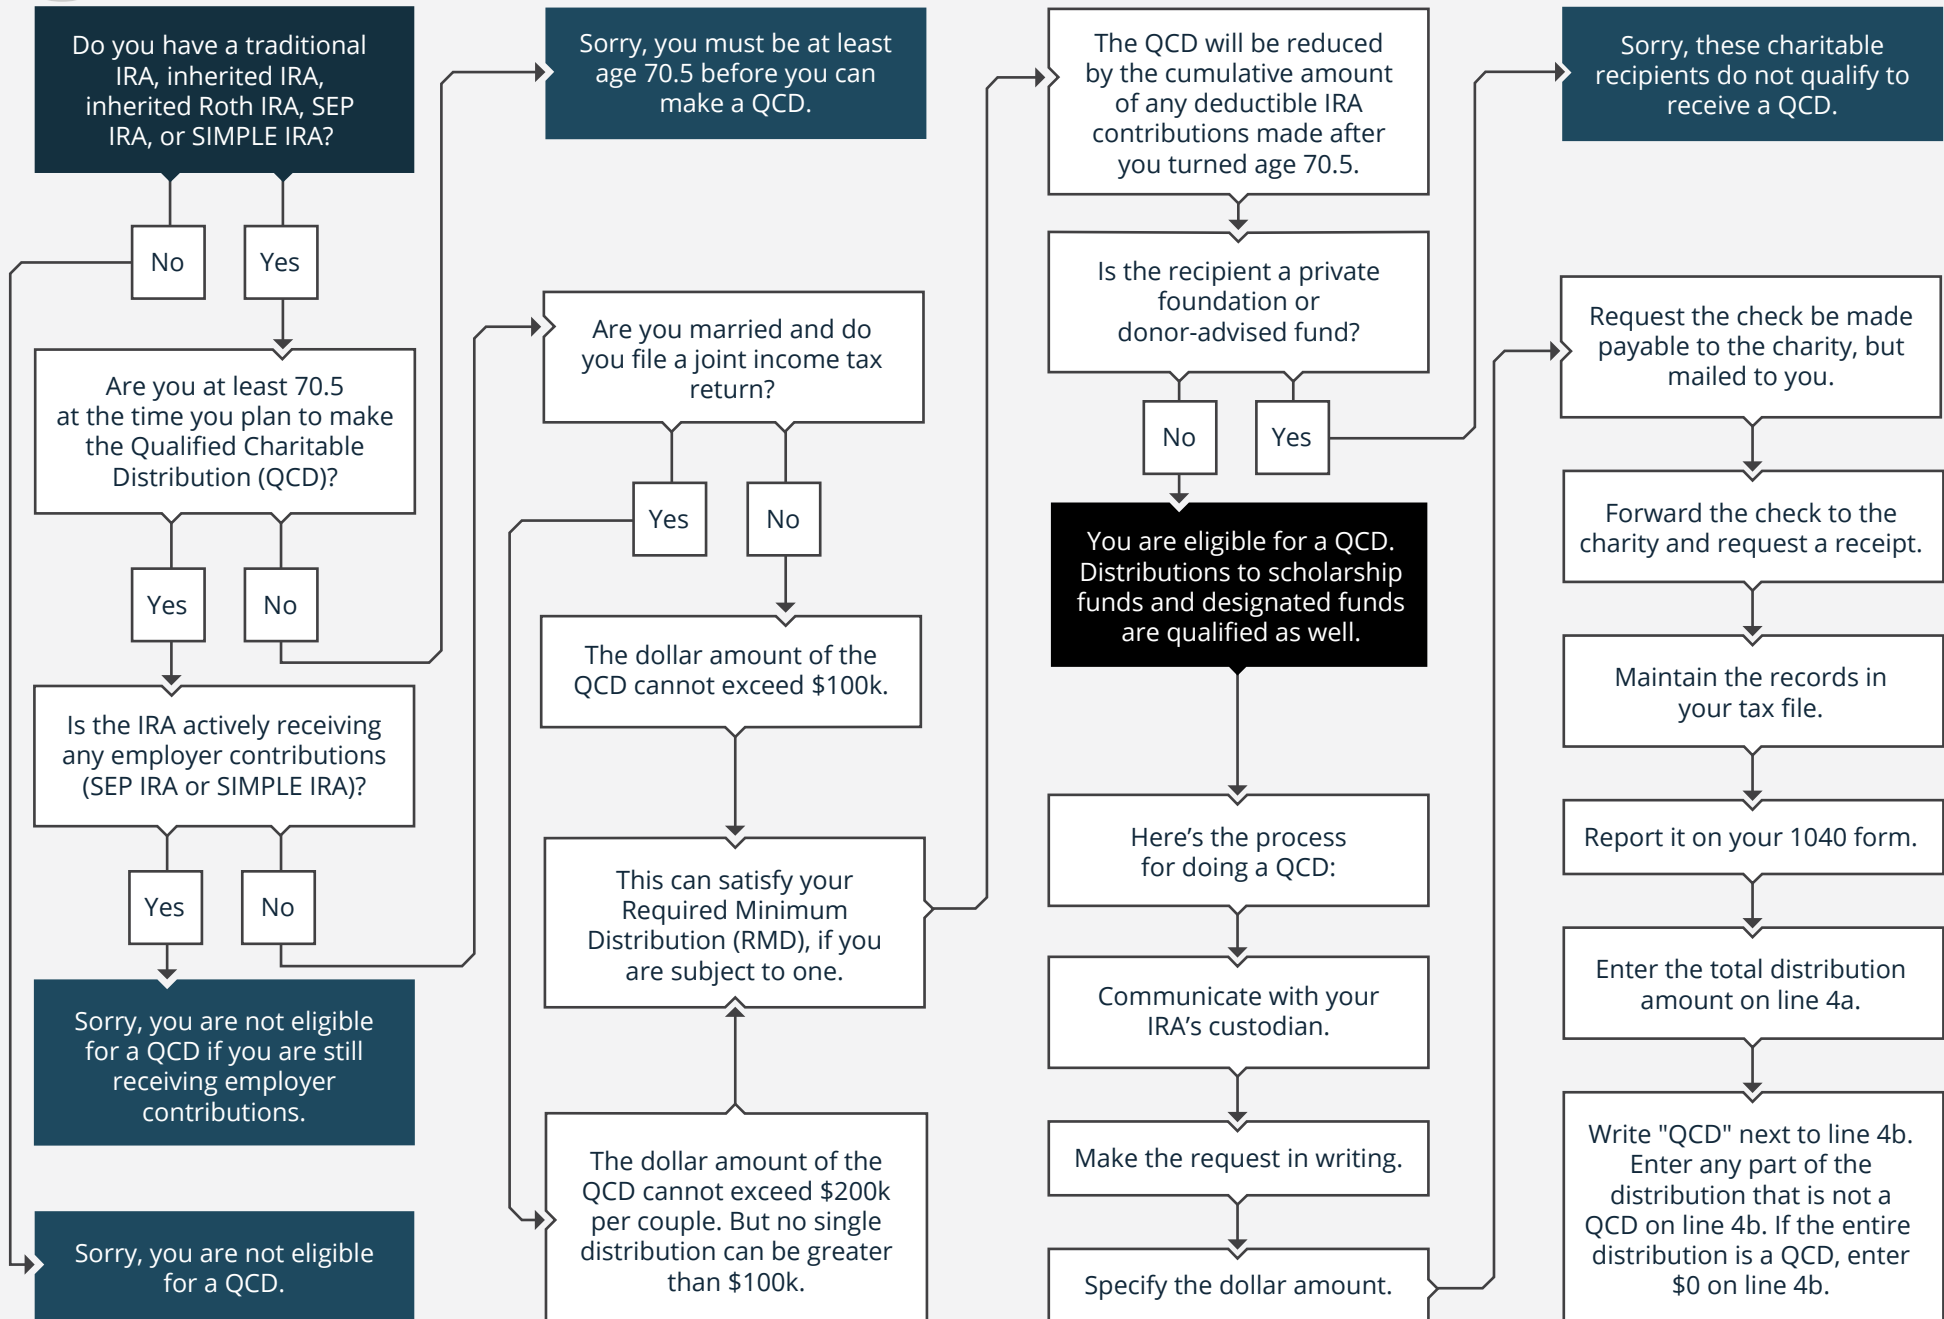 Do you have a traditional
IRA, inherited IRA,
inherited Roth IRA, SEP
IRA, or SIMPLE IRA?
No
Yes
Are you at least 70.5
at the time you plan to make
the Qualified Charitable
Distribution (QCD)?
Yes
No
Is the IRA actively receiving
any employer contributions
(SEP IRA or SIMPLE IRA)?
Yes
No
Sorry, you are not eligible
for a QCD if you are still
receiving employer
contributions.
Sorry, you are not eligible
for a QCD.
Sorry, you must be at least
age 70.5 before you can
make a QCD.
Are you married and do
you file a joint income tax
return?
Yes
No
The dollar amount of the
QCD cannot exceed $100k.
This can satisfy your
Required Minimum
Distribution (RMD), if you
are subject to one.
The dollar amount of the
QCD cannot exceed $200k
per couple. But no single
distribution can be greater
than $100k.
The QCD will be reduced
by the cumulative amount
of any deductible IRA
contributions made after
you turned age 70.5.
Is the recipient a private
foundation or
donor-advised fund?
No
Yes
You are eligible for a QCD.
Distributions to scholarship
funds and designated funds
are qualified as well.
Here’s the process
for doing a QCD:
Communicate with your
IRA’s custodian.
Make the request in writing.
Specify the dollar amount.
Sorry, these charitable
recipients do not qualify to
receive a QCD.
Request the check be made
payable to the charity, but
mailed to you.
Forward the check to the
charity and request a receipt.
Maintain the records in
your tax file.
Report it on your 1040 form.
Enter the total distribution
amount on line 4a.
Write "QCD" next to line 4b.
Enter any part of the
distribution that is not a
QCD on line 4b. If the entire
distribution is a QCD, enter
$0 on line 4b.